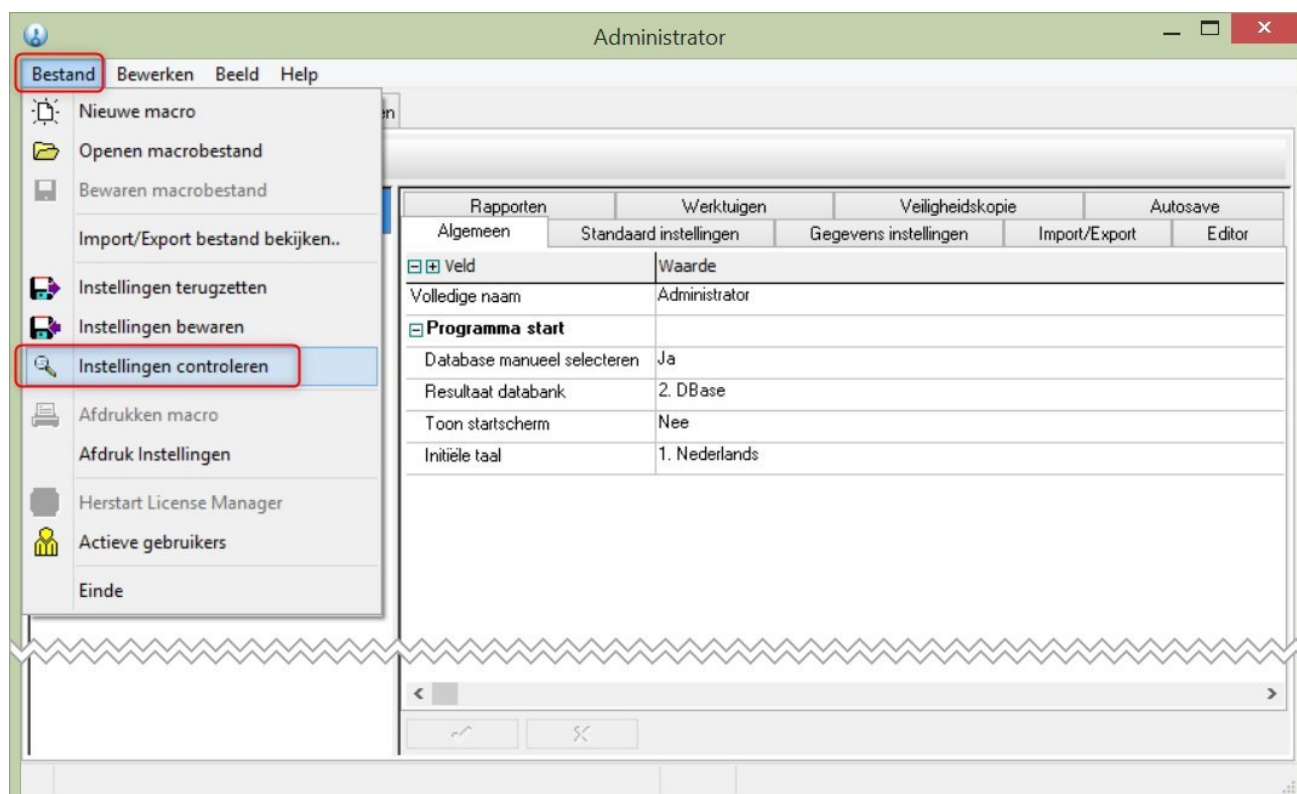 Administrator
Bestand Bewerken Beeld Help
Nieuwe macro
en
Openen macrobestand
Bewaren macrobestand
Import/Export bestand bekijken..
Instellingen terugzetten
Instellingen bewaren
Instellingen controleren
Afdrukken macro
Afdruk Instellingen
Herstart License Manager
Actieve gebruikers
Einde
Rapporten Werktuigen Veiligheidskopie Autosave
Algemeen Standaard instellingen Gegevens instellingen Import/Export Editor
Veld Waarde
Volledige naam Administrator
Programma start
Database manueel selecteren Ja
Resultaat databank 2. DBase
Toon startscherm Nee
Initiële taal 1. Nederlands